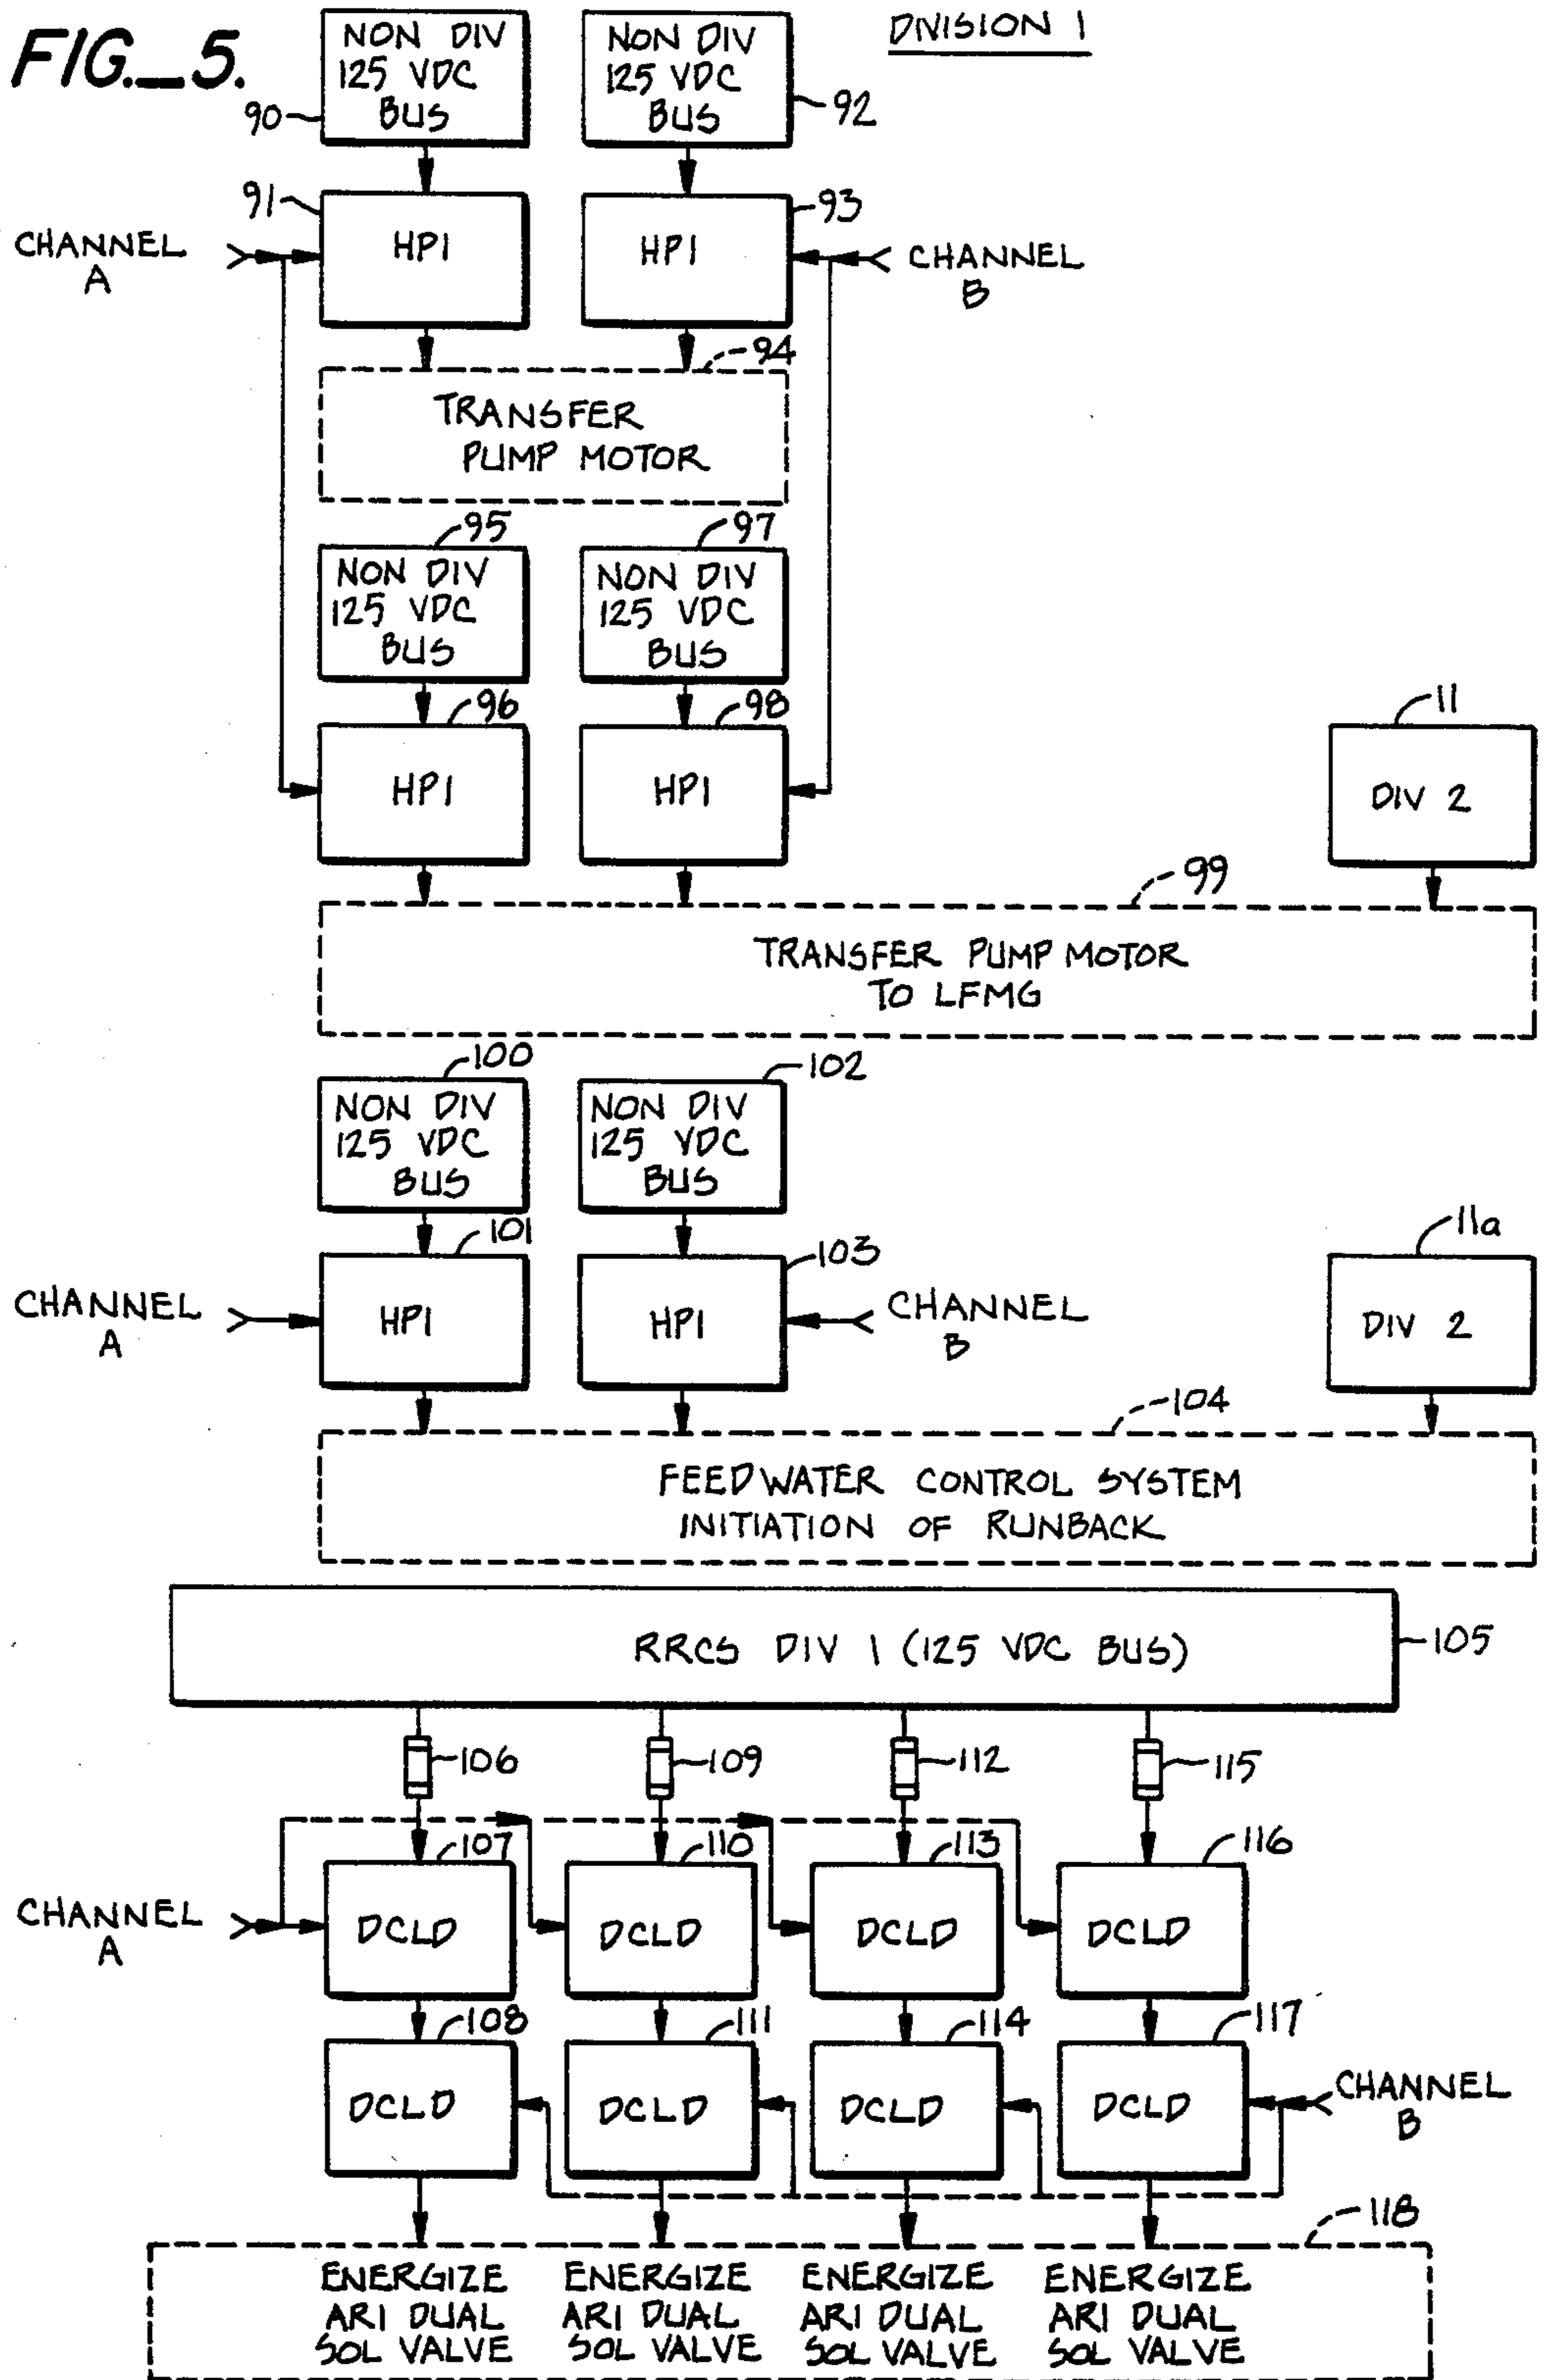 FIG._5.
DIVISION 1
NON DIV
125 VDC
BUS
90
NON DIV
125 VDC
BUS
92
91
HPI
93
HPI
CHANNEL
A
CHANNEL
B
94
TRANSFER
PUMP MOTOR
95
NON DIV
125 VDC
BUS
97
NON DIV
125 VDC
BUS
96
HPI
98
HPI
11
DIV 2
99
TRANSFER PUMP MOTOR
TO LFMG
100
NON DIV
125 VDC
BUS
102
NON DIV
125 VDC
BUS
101
HPI
103
HPI
CHANNEL
A
CHANNEL
B
11a
DIV 2
104
FEEDWATER CONTROL SYSTEM
INITIATION OF RUNBACK
RRCS DIV 1 (125 VDC BUS)
105
106
109
112
115
107
110
113
116
CHANNEL
A
DCLD
DCLD
DCLD
DCLD
108
111
114
117
DCLD
DCLD
DCLD
DCLD
CHANNEL
B
118
ENERGIZE
ARI DUAL
SOL VALVE
ENERGIZE
ARI DUAL
SOL VALVE
ENERGIZE
ARI DUAL
SOL VALVE
ENERGIZE
ARI DUAL
SOL VALVE